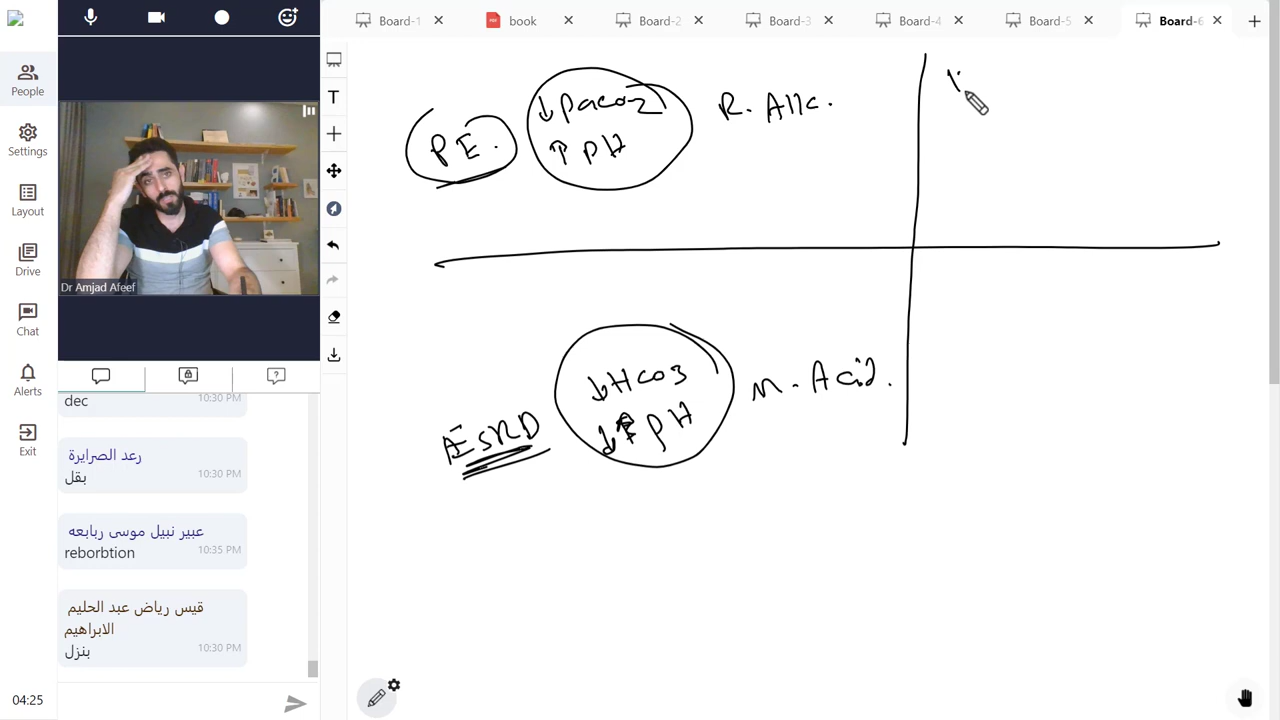 Board-1
book
Board-2
Board-3
Board-4
Board-5
Board-6
People
Settings
Layout
Drive
Chat
Alerts
Exit
04:25
Dr Amjad Afeef
dec
10:30 PM
رعد الصرايرة
بقل
10:30 PM
عبير نبيل موسى ربابعه
reborbtion
10:35 PM
قيس رياض عبد الحليم
الابراهيم
بنزل
10:30 PM
T
PE.
↓ Paco2
↑ PH
R. Alk.
ESRD
↓ Hco3
↓ PH
M. Acid.